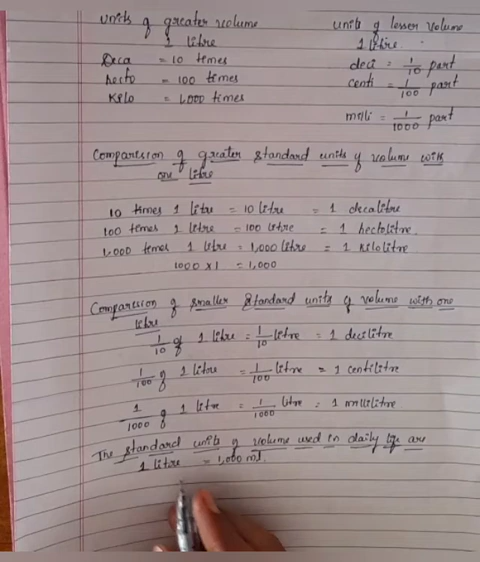 Units of greater volume
1 litre
Deca = 10 times
hecto = 100 times
Kilo = 1,000 times
units of lesser volume
1 litre.
deci = 1/10 part
centi = 1/100 part
milli = 1/1000 part
Comparision of greater standard units of volume with
one litre
10 times 1 litre = 10 litre = 1 decalitre
100 times 1 litre = 100 litre = 1 hectolitre.
1,000 times 1 litre = 1,000 litre = 1 kilolitre
1000 x 1 = 1,000
Comparision of smaller standard units of volume with one
litre
1/10 of 1 litre = 1/10 litre = 1 decilitre
1/100 of 1 litre = 1/100 litre = 1 centilitre
1/1000 of 1 litre = 1/1000 litre = 1 millilitre
The standard units of volume used in daily life are
1 litre = 1,000 ml.